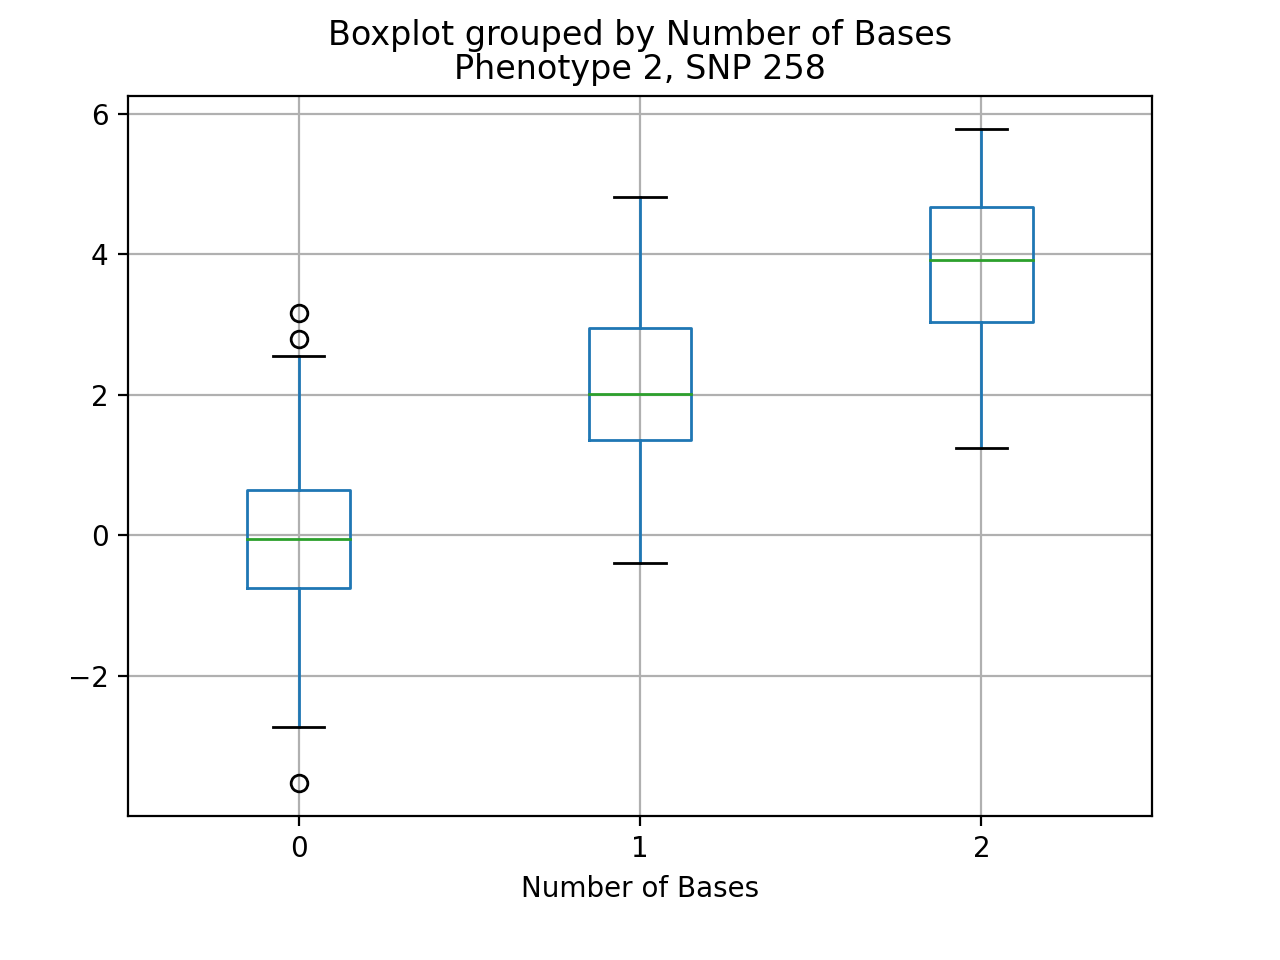 Boxplot grouped by Number of Bases
Phenotype 2, SNP 258
6
4
2
0
−2
0 1 2
Number of Bases